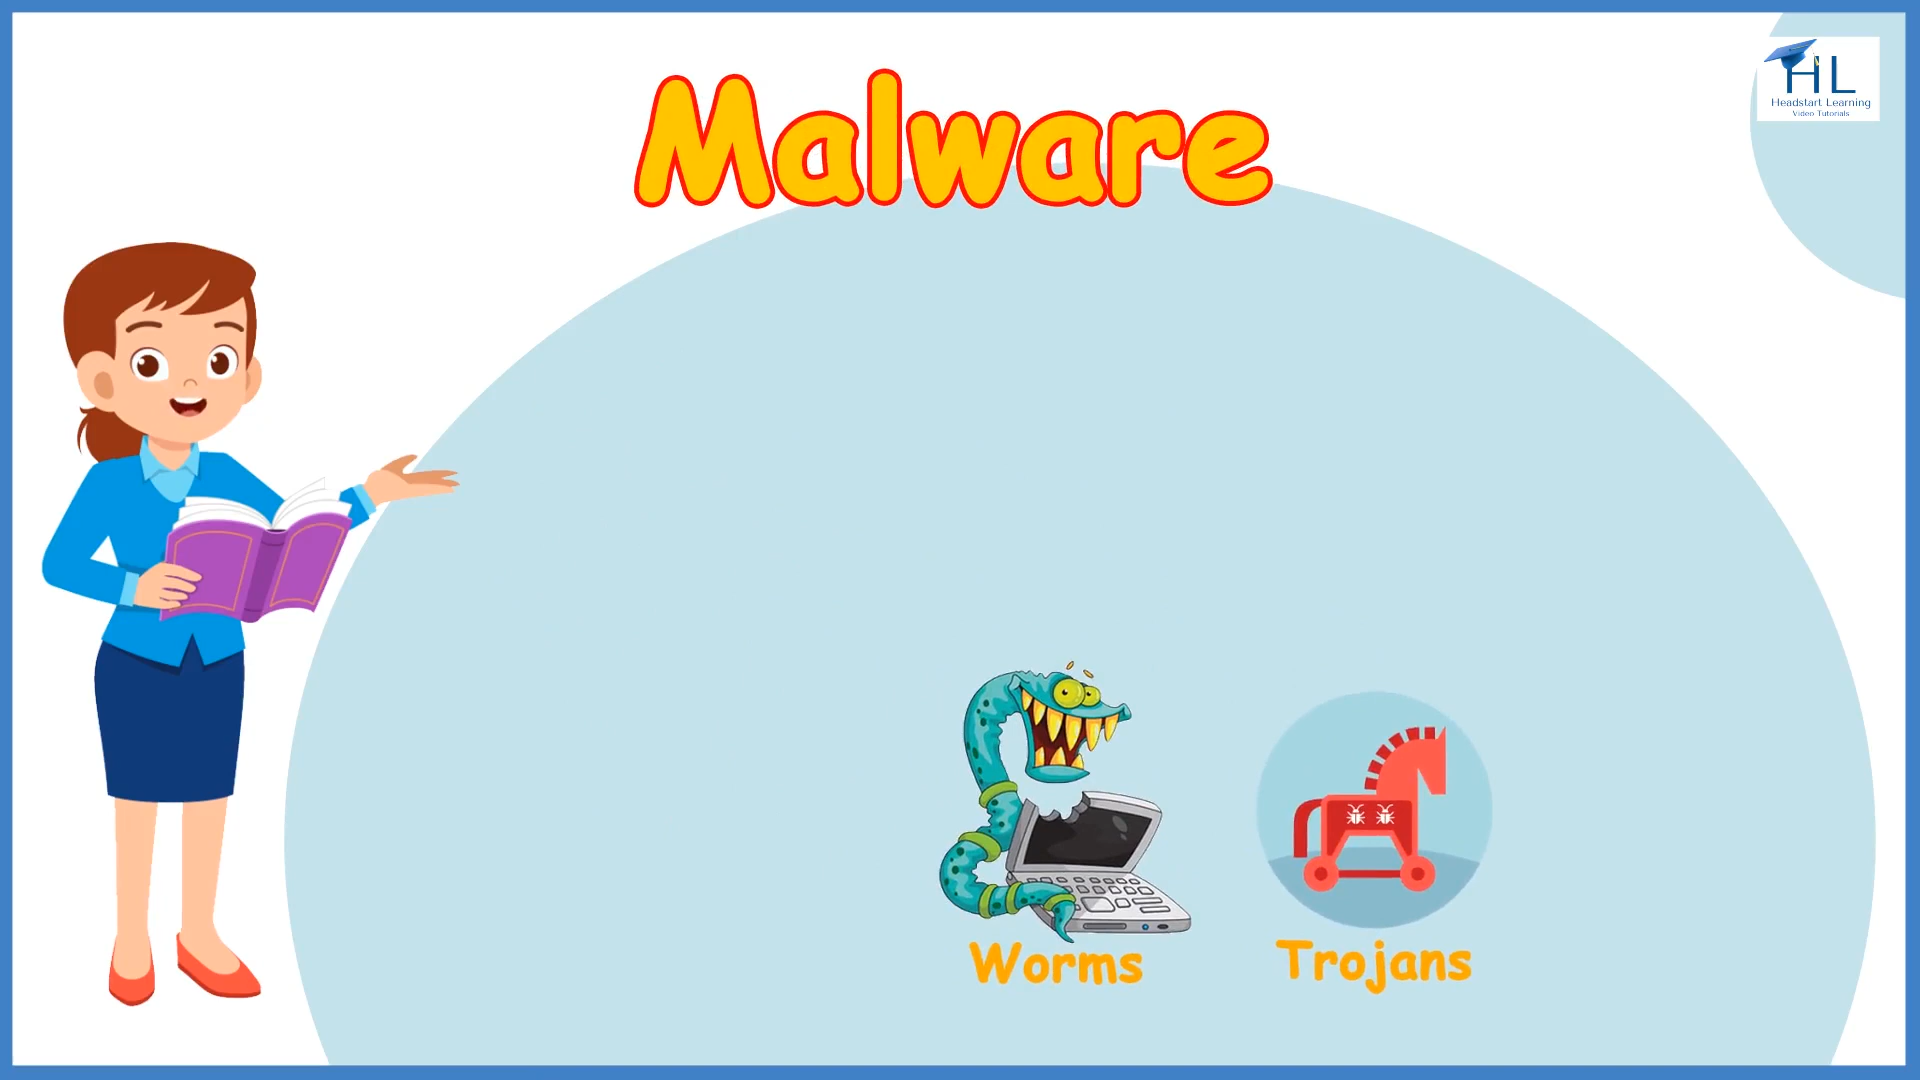 Malware
HL
Headstart Learning
Video Tutorials
Worms
Trojans